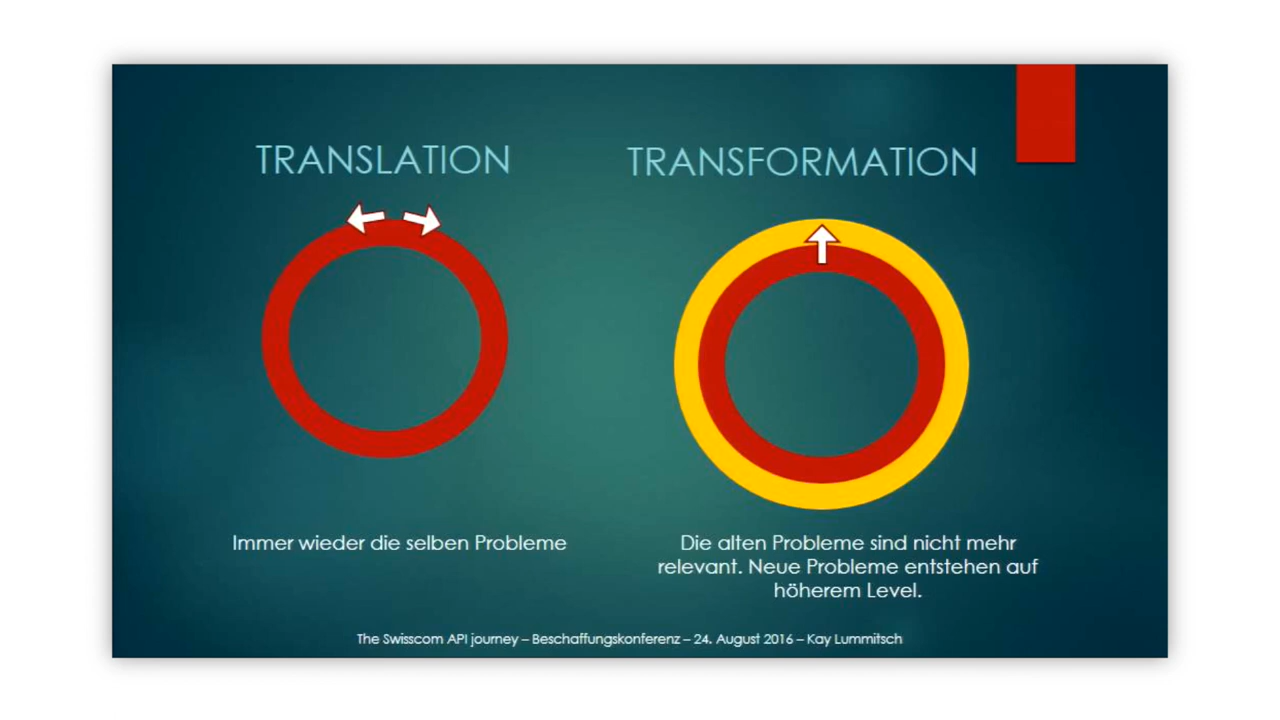 TRANSLATION
TRANSFORMATION
Immer wieder die selben Probleme
Die alten Probleme sind nicht mehr
relevant. Neue Probleme entstehen auf
höherem Level.
The Swisscom API journey – Beschaffungskonferenz – 24. August 2016 – Kay Lummitsch